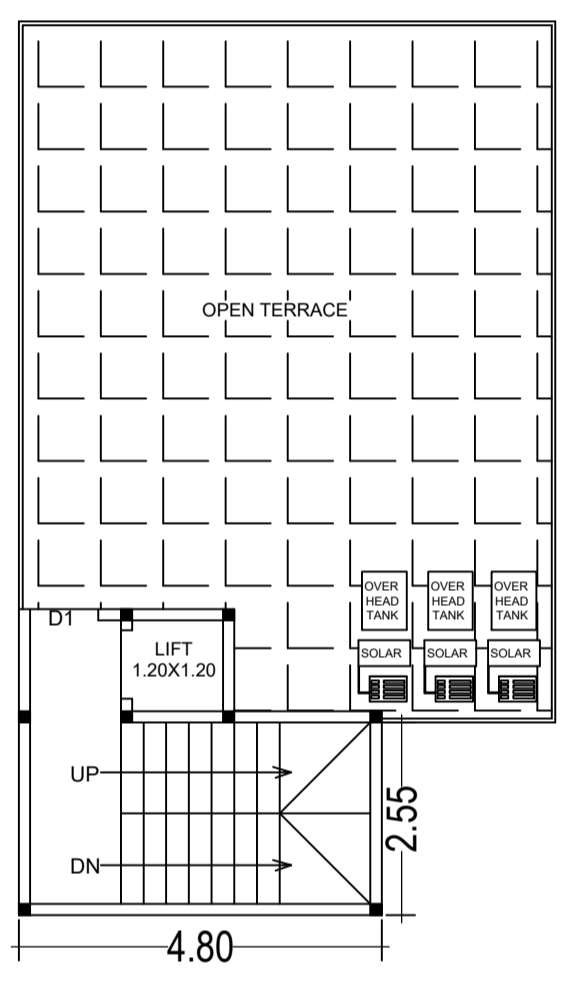 OPEN TERRACE
OVER
HEAD
TANK
OVER
HEAD
TANK
OVER
HEAD
TANK
D1
LIFT
1.20X1.20
SOLAR
SOLAR
SOLAR
UP
DN
2.55
4.80